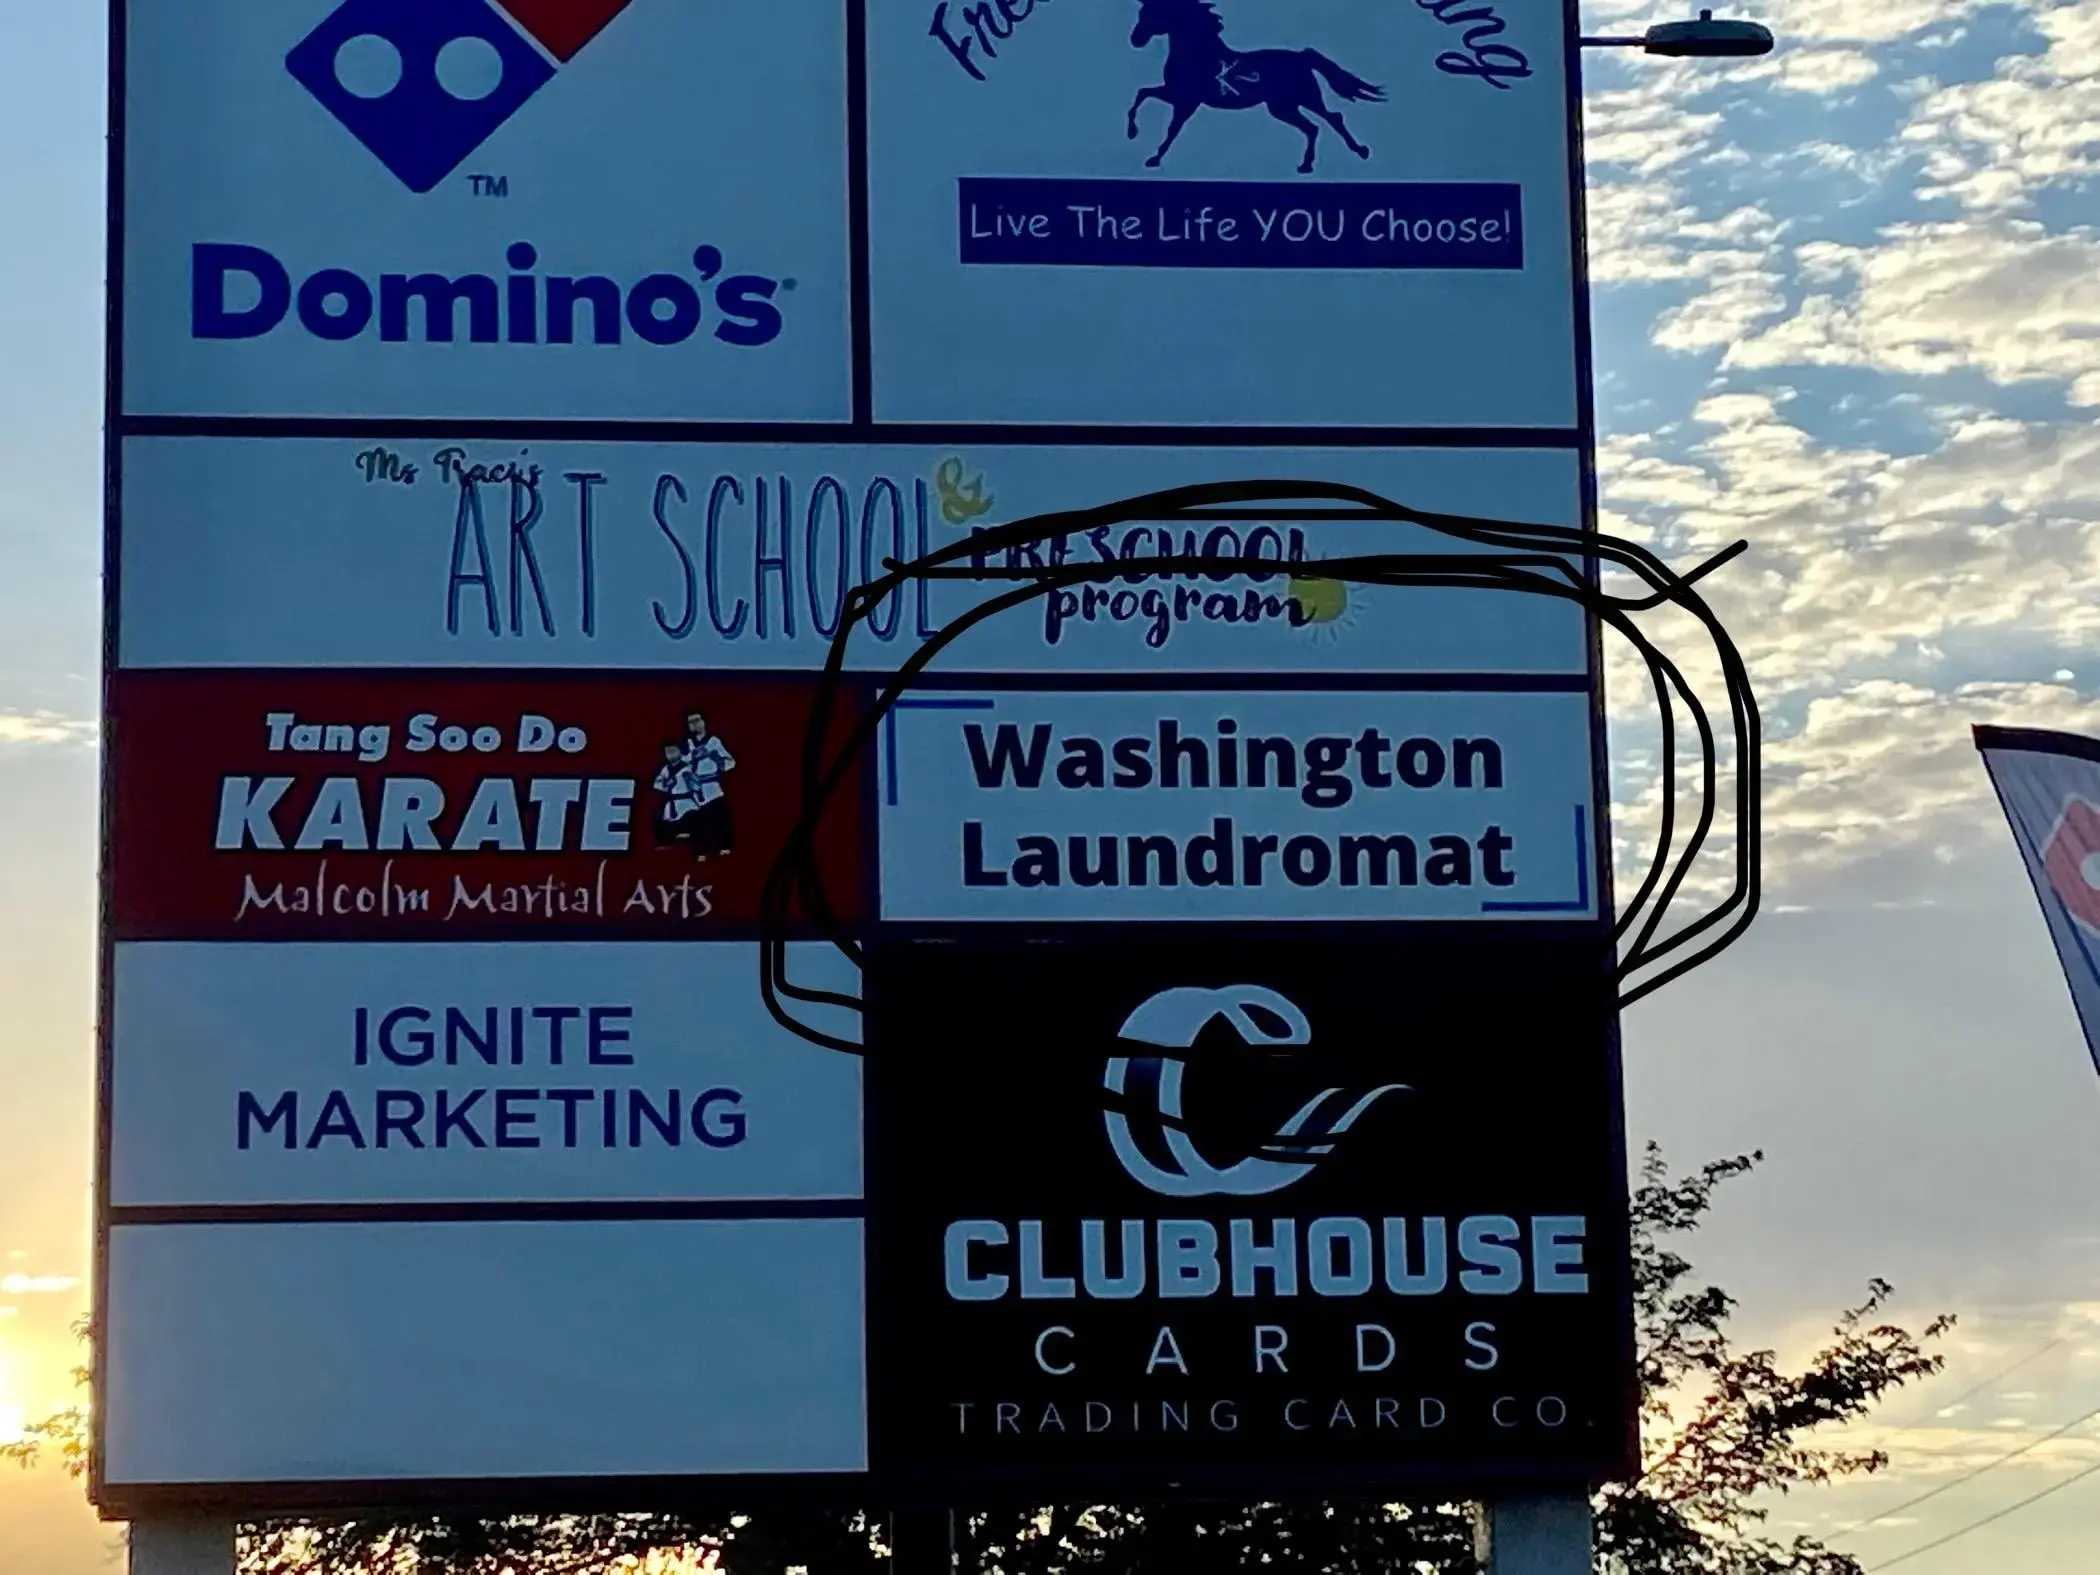 TM
Domino's
Live The Life YOU Choose!
Ms Traci's
ART SCHOOL &
PRESCHOOL
program
Tang Soo Do
KARATE
Malcolm Martial Arts
Washington
Laundromat
IGNITE
MARKETING
CLUBHOUSE
CARDS
TRADING CARD CO.